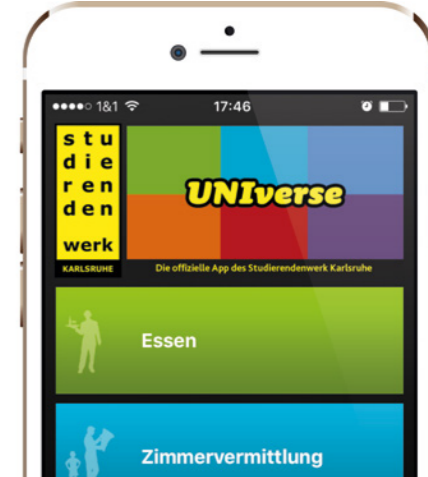 1&1
17:46
stu
die
ren
den
werk
KARLSRUHE
UNIverse
Die offizielle App des Studierendenwerk Karlsruhe
Essen
Zimmervermittlung